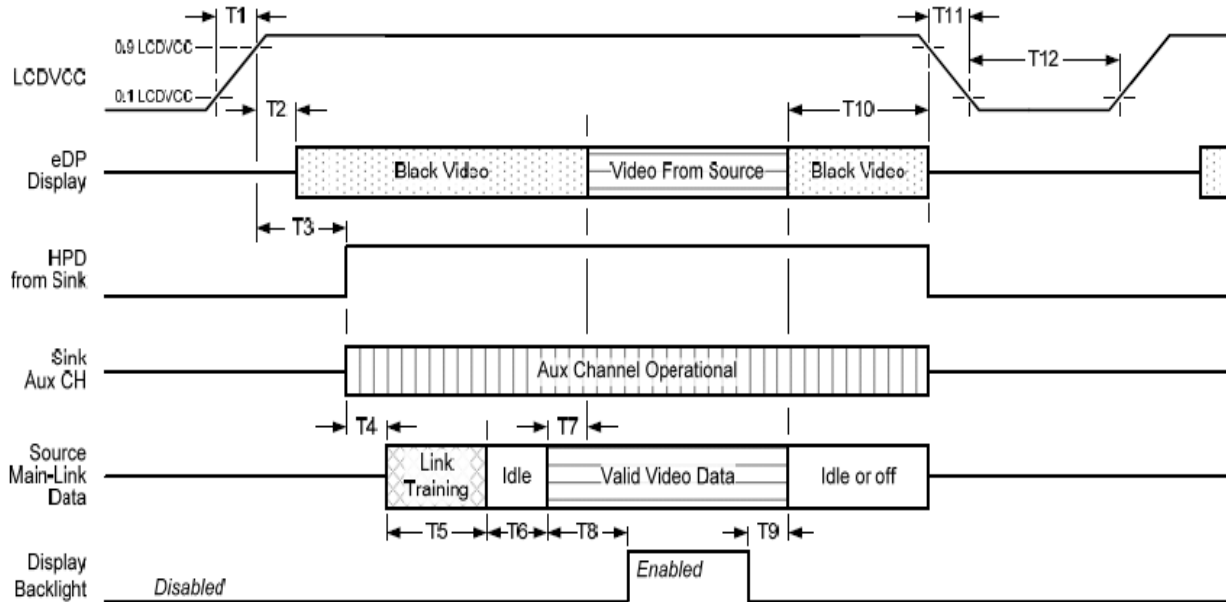 T1
T11
0.9 LCDVCC
T12
LCDVCC
0.1 LCDVCC
T2
T10
eDP
Display
Black Video
Video From Source
Black Video
T3
HPD
from Sink
Sink
Aux CH
Aux Channel Operational
T4
T7
Source
Main-Link
Data
Link
Training
Idle
Valid Video Data
Idle or off
T5
T6
T8
T9
Display
Backlight
Disabled
Enabled